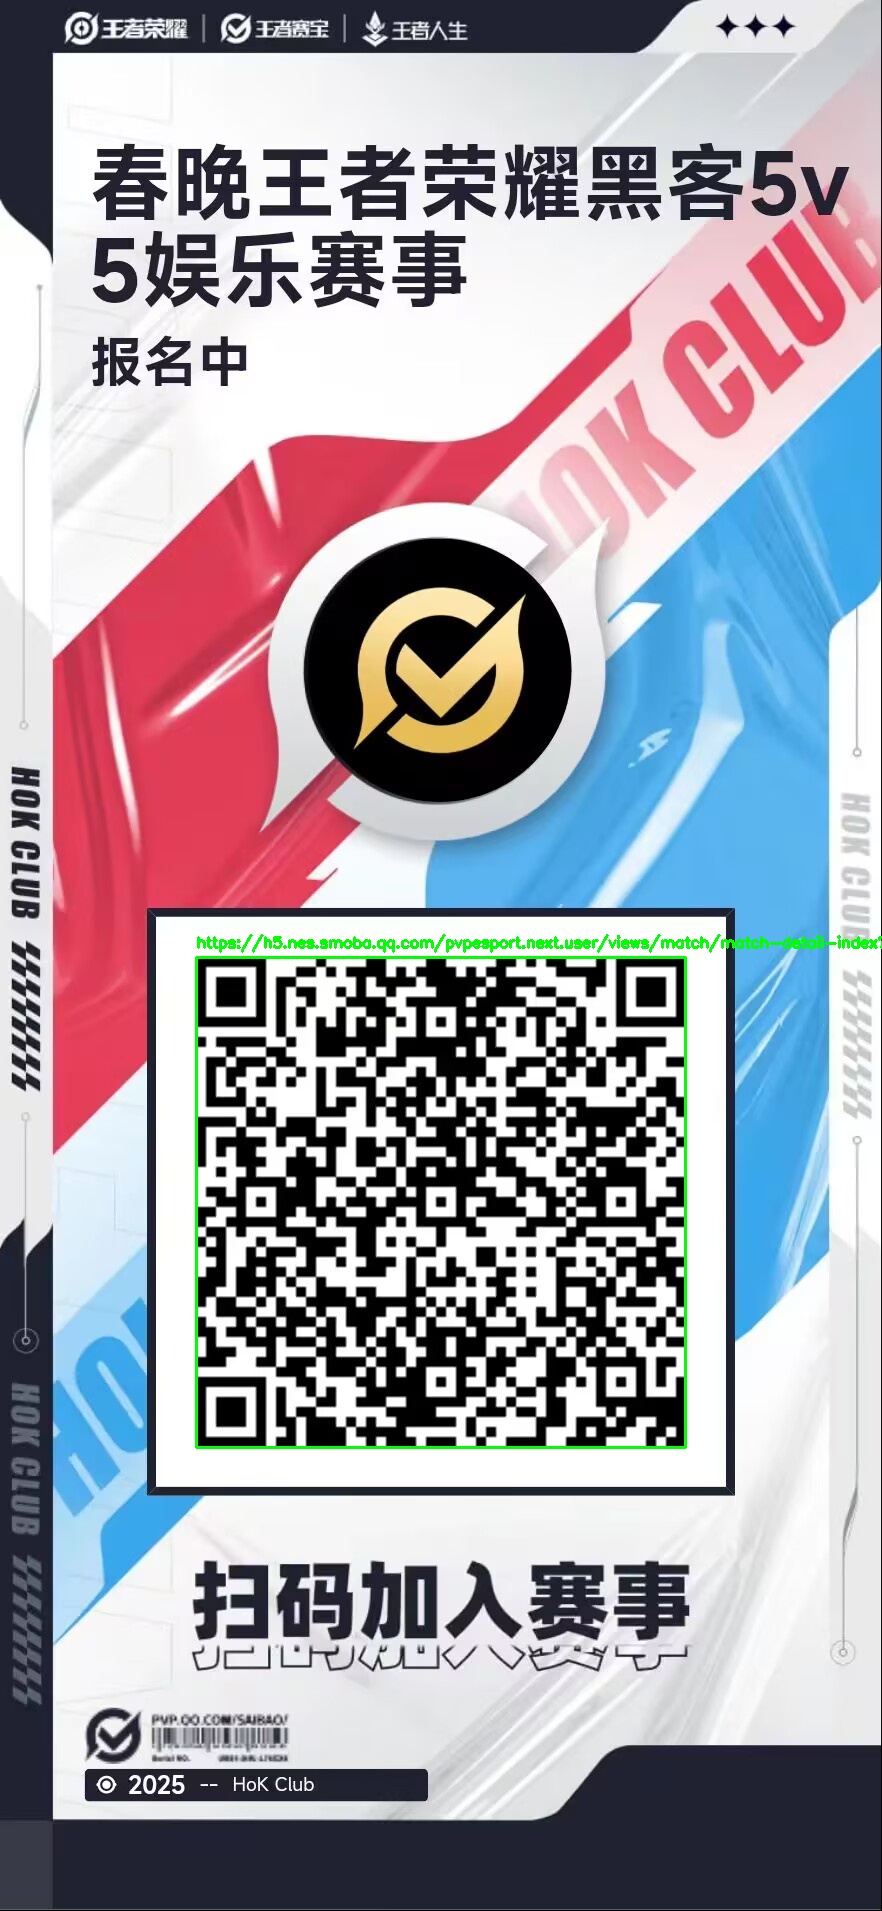 王者荣耀 | 王者赛宝 | 王者人生
春晚王者荣耀黑客5v
5娱乐赛事
报名中
HOK CLUB
HOK CLUB
HOK CLUB
https://h5.nes.smoba.qq.com/pvpesport.next.user/views/match/match-detail-index?
HOK
HOK CLUB
扫码加入赛事
PVP.QQ.COM/SAIBAO/
Serial NO.
2025 -- HoK Club